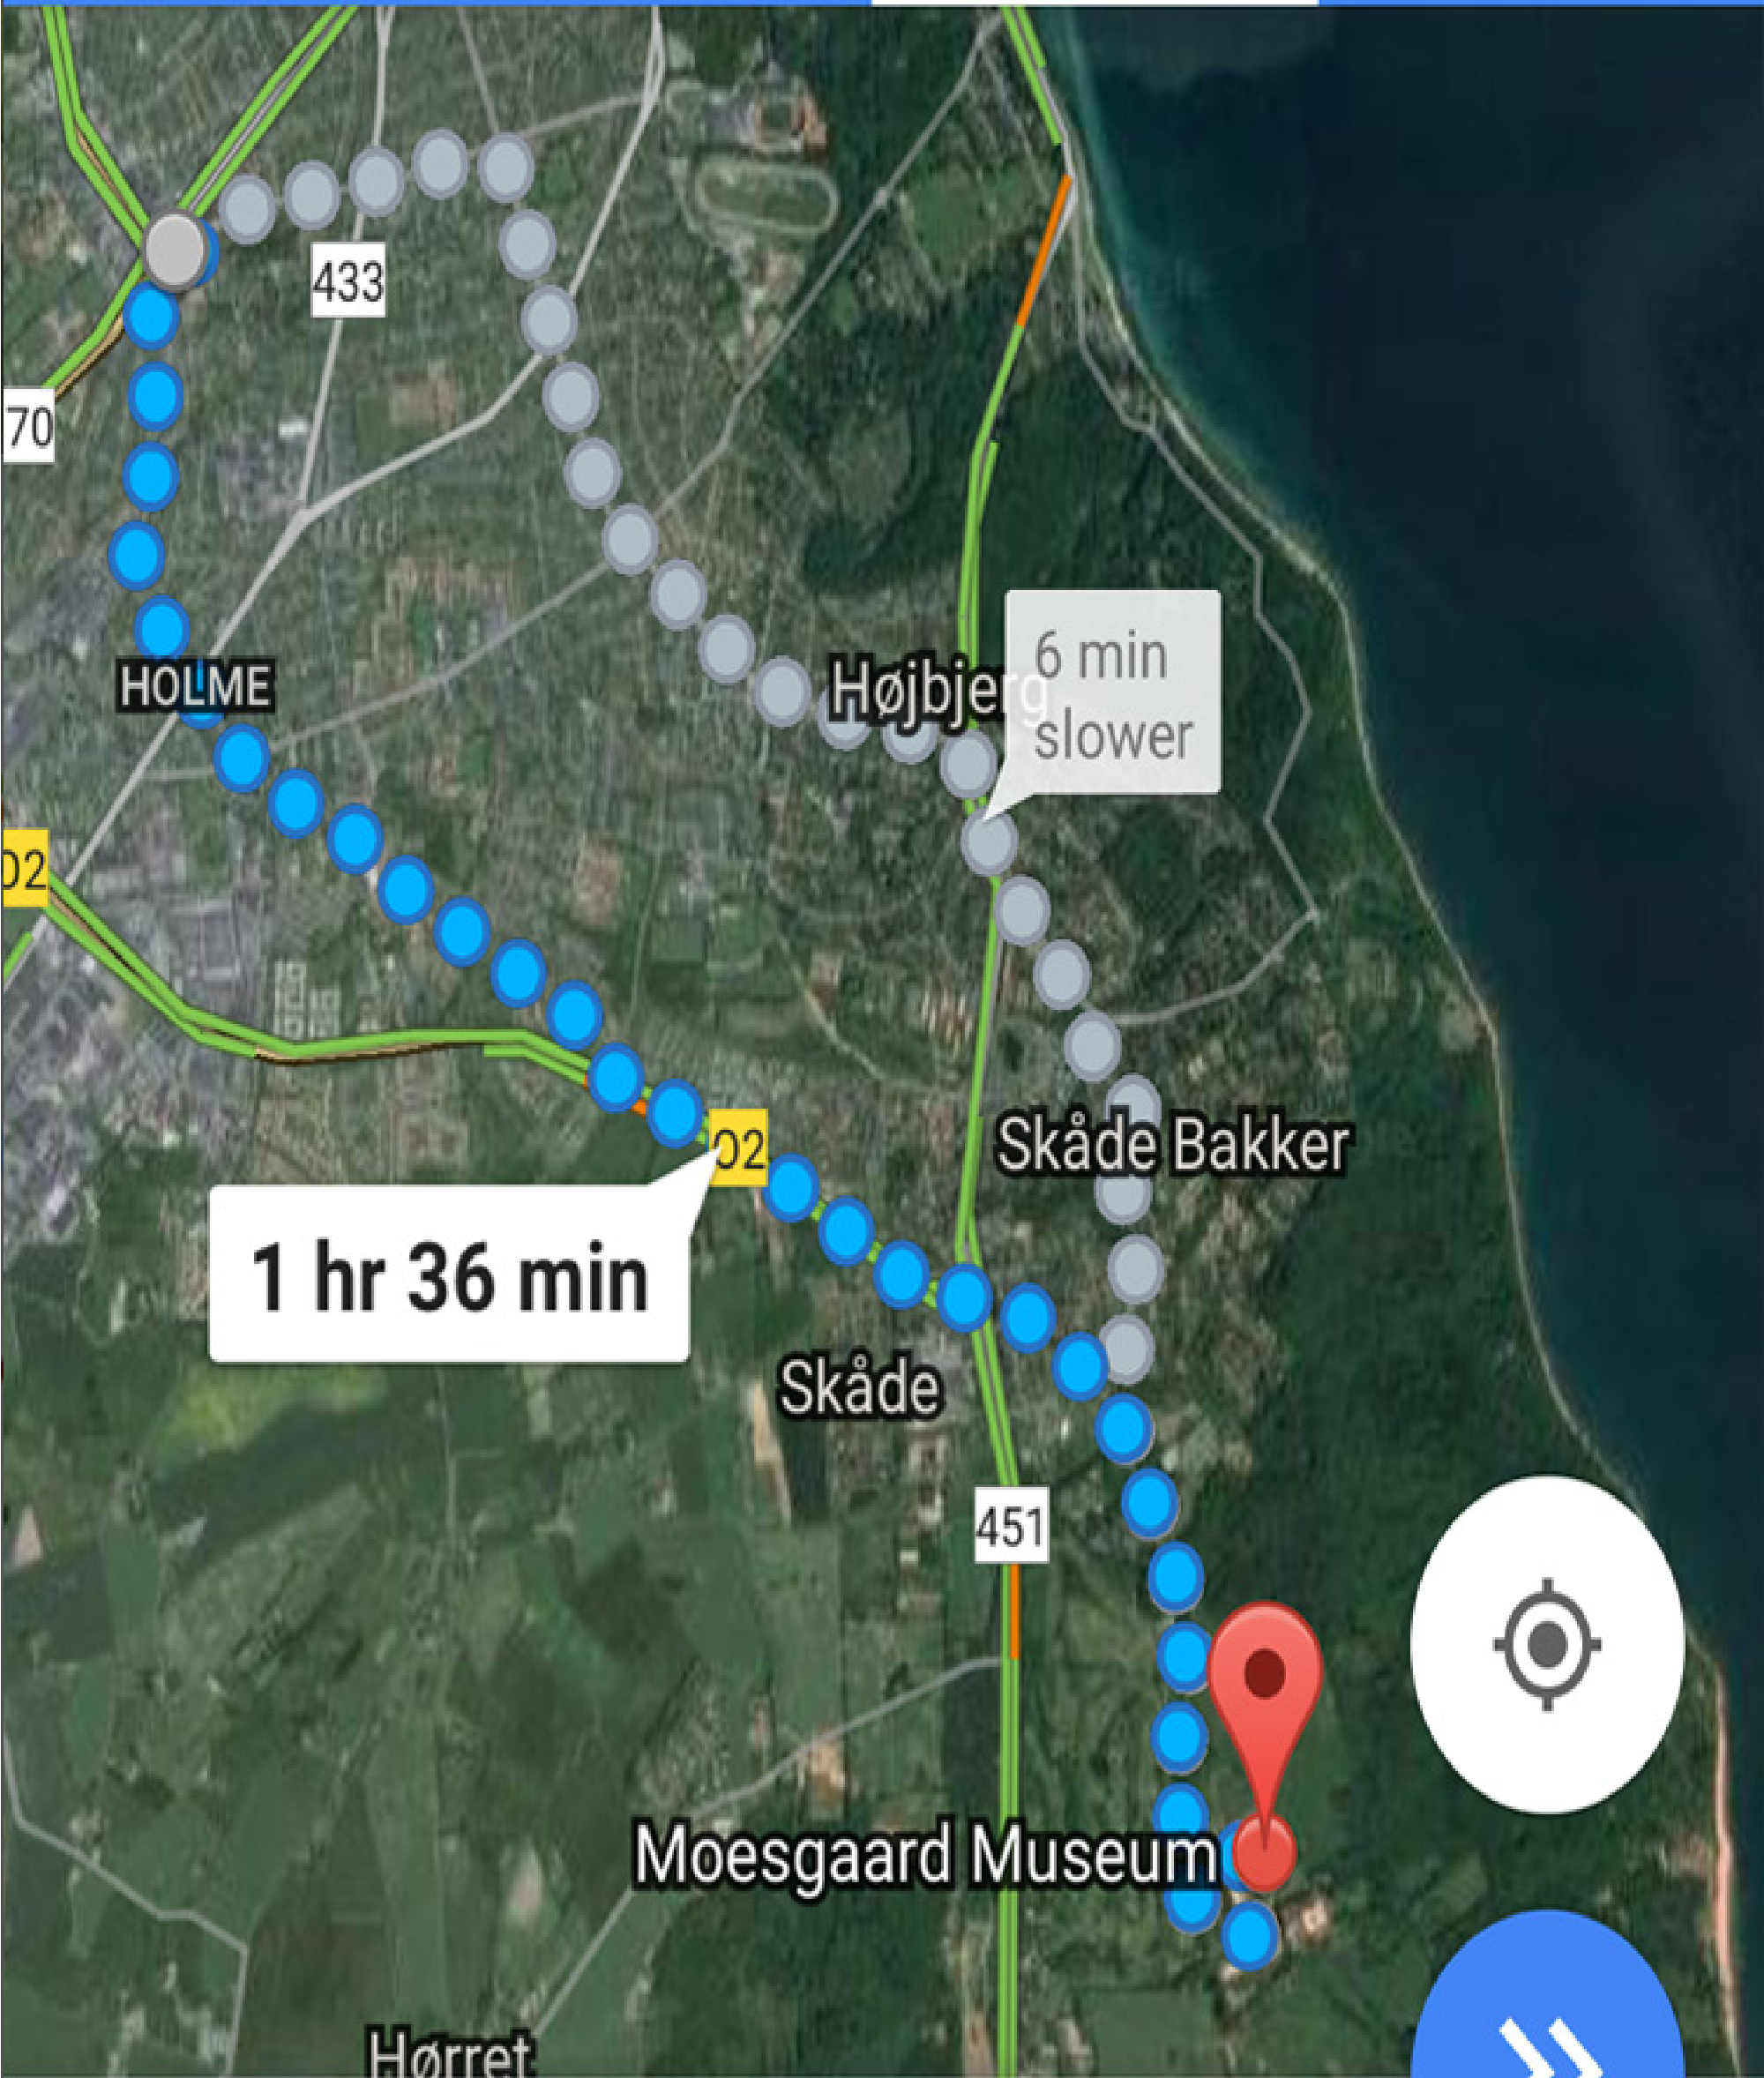 433
70
6 min
slower
Højbjerg
HOLME
02
02
Skåde Bakker
1 hr 36 min
Skåde
451
Moesgaard Museum
Hørret